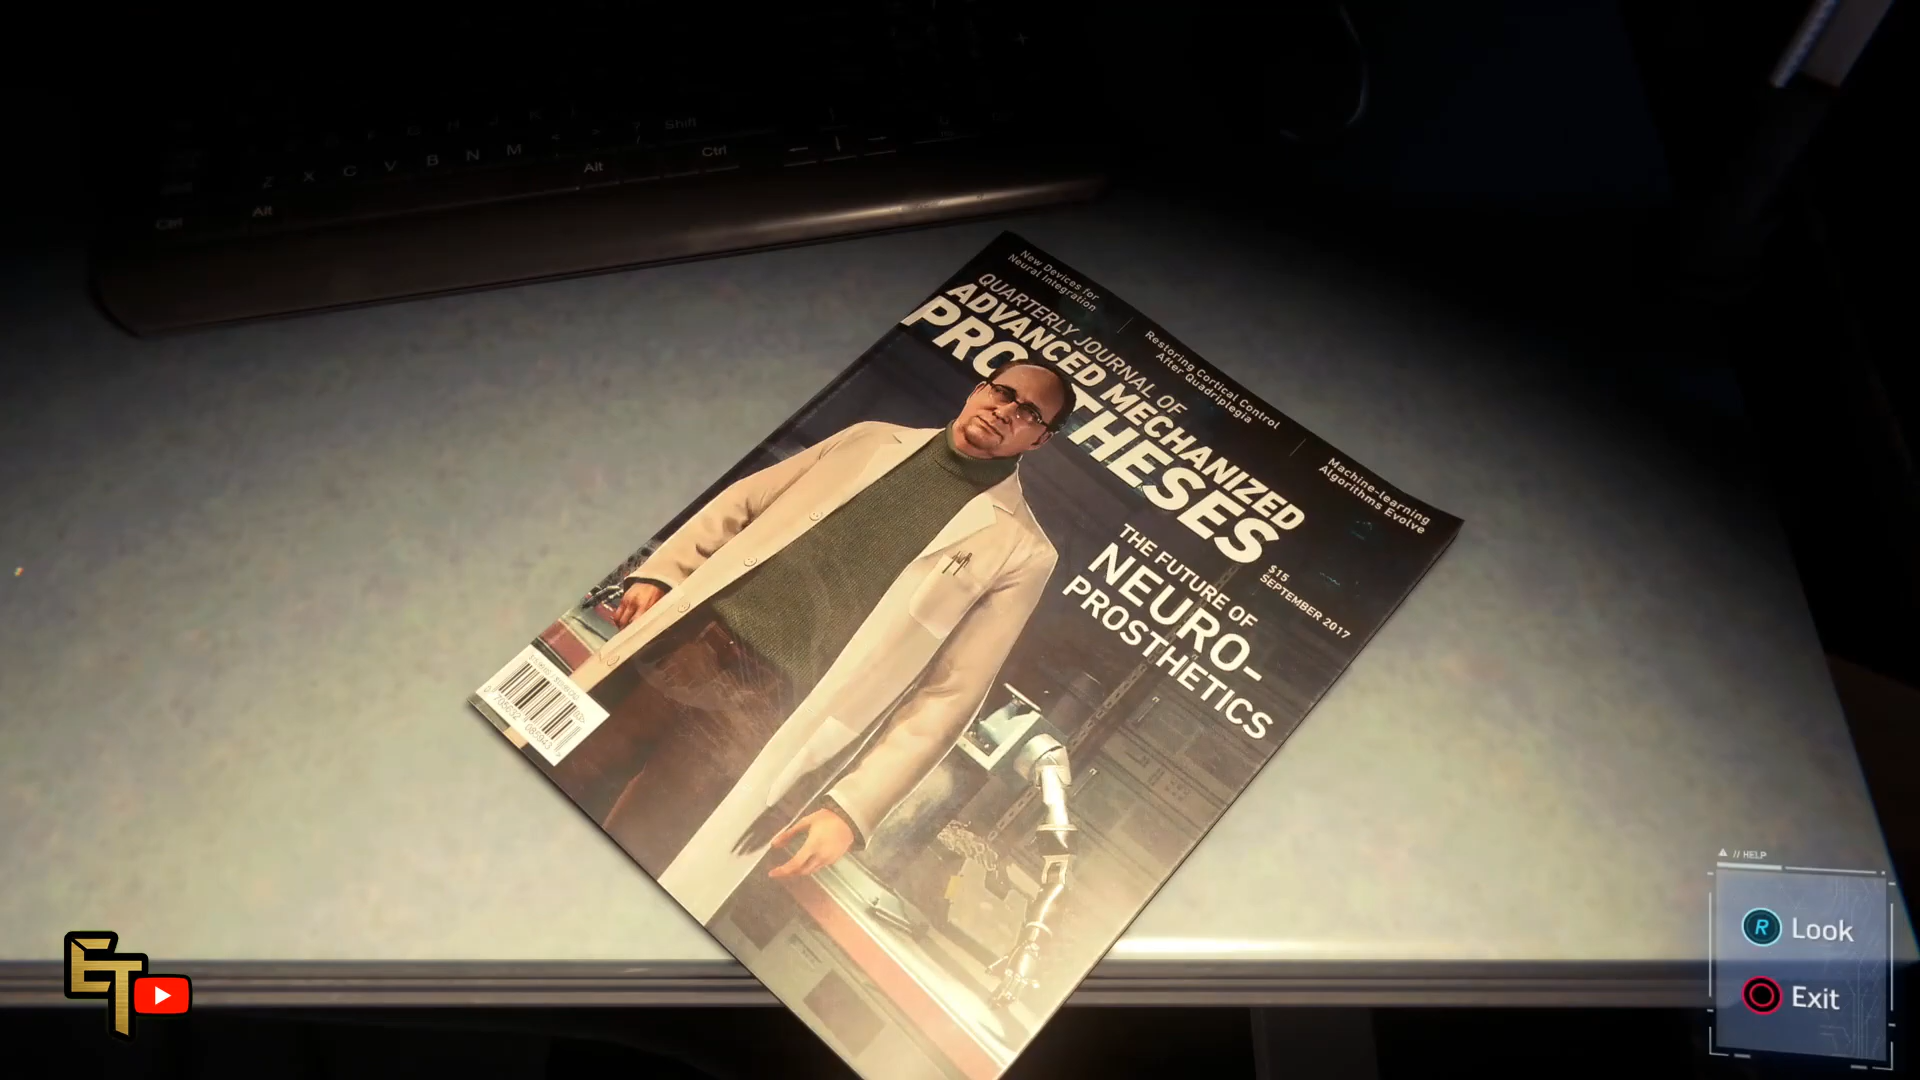 Shift
Z X C V B N M
Alt
Ctrl
Ctrl
Alt
New Devices for
Neural Integration
Restoring Cortical Control
After Quadriplegia
Machine-learning
Algorithms Evolve
QUARTERLY JOURNAL OF
ADVANCED MECHANIZED
PROSTHESES
$15
SEPTEMBER 2017
THE FUTURE OF
NEURO-
PROSTHETICS
// HELP
R Look
Exit
ET